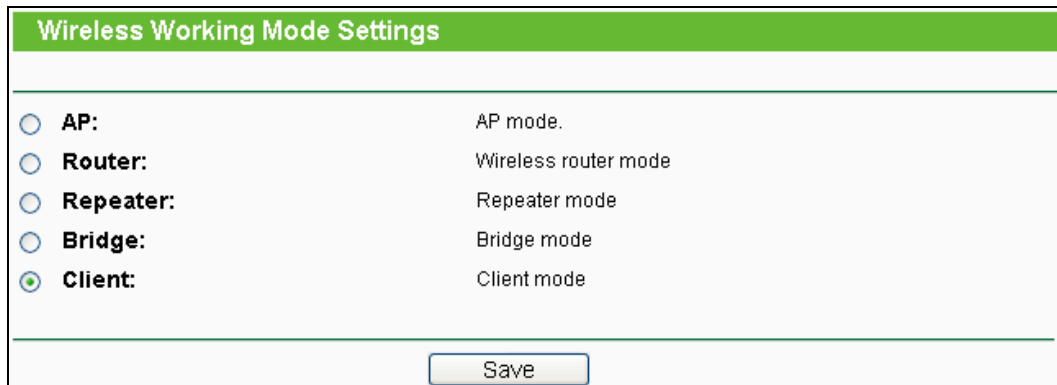 Wireless Working Mode Settings
AP: AP mode.
Router: Wireless router mode
Repeater: Repeater mode
Bridge: Bridge mode
Client: Client mode
Save